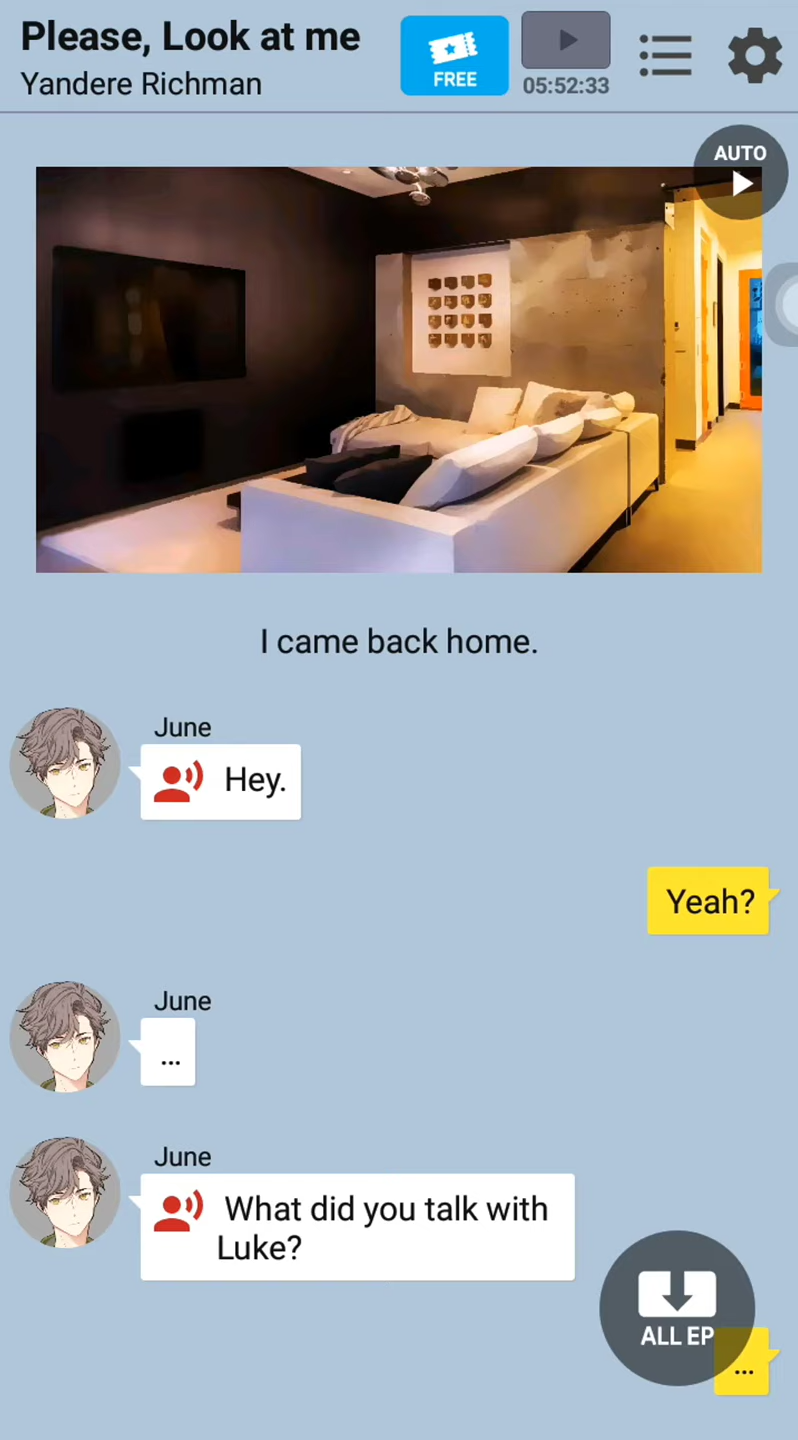 Please, Look at me
Yandere Richman
FREE
05:52:33
AUTO
I came back home.
June
Hey.
Yeah?
June
...
June
What did you talk with
Luke?
ALL EP
...